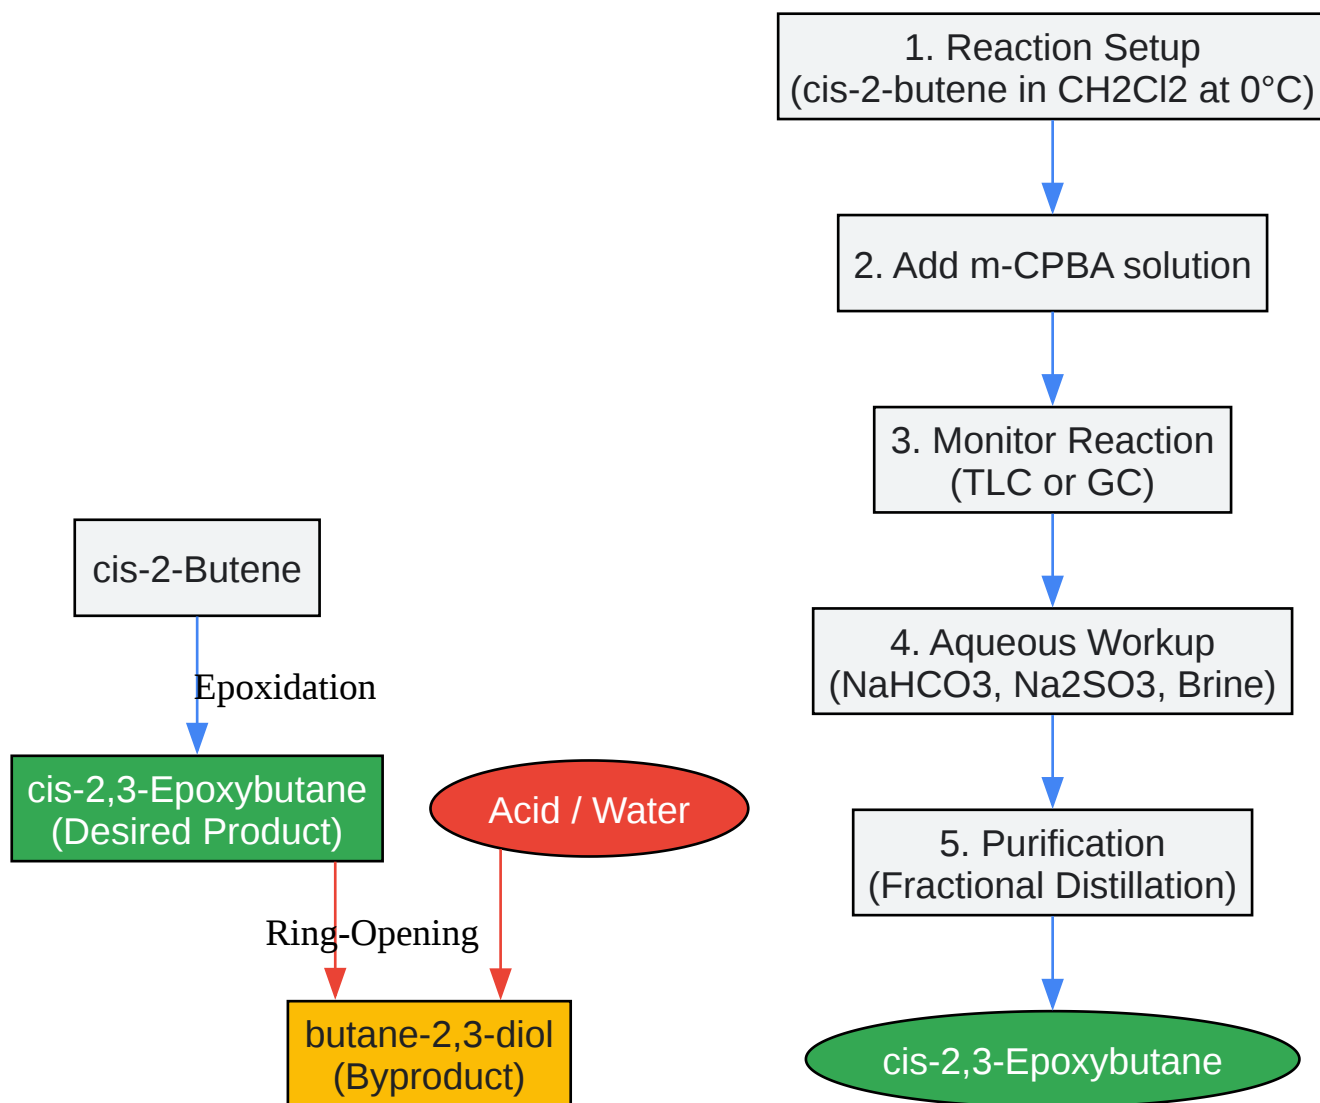 1. Reaction Setup
(cis-2-butene in CH2Cl2 at 0°C)
2. Add m-CPBA solution
3. Monitor Reaction
(TLC or GC)
4. Aqueous Workup
(NaHCO3, Na2SO3, Brine)
5. Purification
(Fractional Distillation)
cis-2,3-Epoxybutane
cis-2-Butene
Epoxidation
cis-2,3-Epoxybutane
(Desired Product)
Acid / Water
Ring-Opening
butane-2,3-diol
(Byproduct)